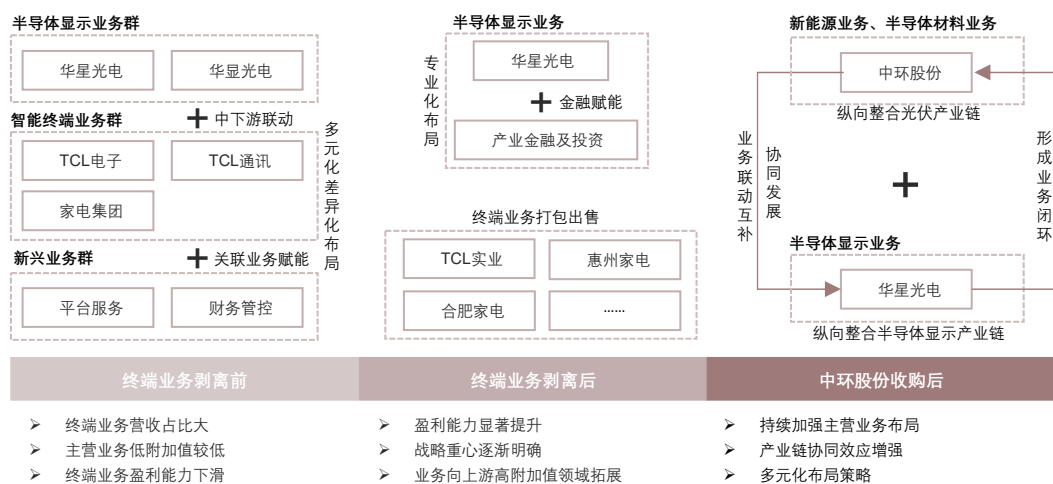 半导体显示业务群
华星光电
华显光电
中下游联动
智能终端业务群
TCL电子
TCL通讯
家电集团
多元化差异化布局
关联业务赋能
新兴业务群
平台服务
财务管控
半导体显示业务
专业化布局
华星光电
金融赋能
产业金融及投资
终端业务打包出售
TCL实业
惠州家电
合肥家电
……
新能源业务、半导体材料业务
中环股份
纵向整合光伏产业链
业务联动互补
协同发展
形成业务闭环
半导体显示业务
华星光电
纵向整合半导体显示产业链
终端业务剥离前
终端业务剥离后
中环股份收购后
终端业务营收占比大
主营业务低附加值较低
终端业务盈利能力下滑
盈利能力显著提升
战略重心逐渐明确
业务向上游高附加值领域拓展
持续加强主营业务布局
产业链协同效应增强
多元化布局策略